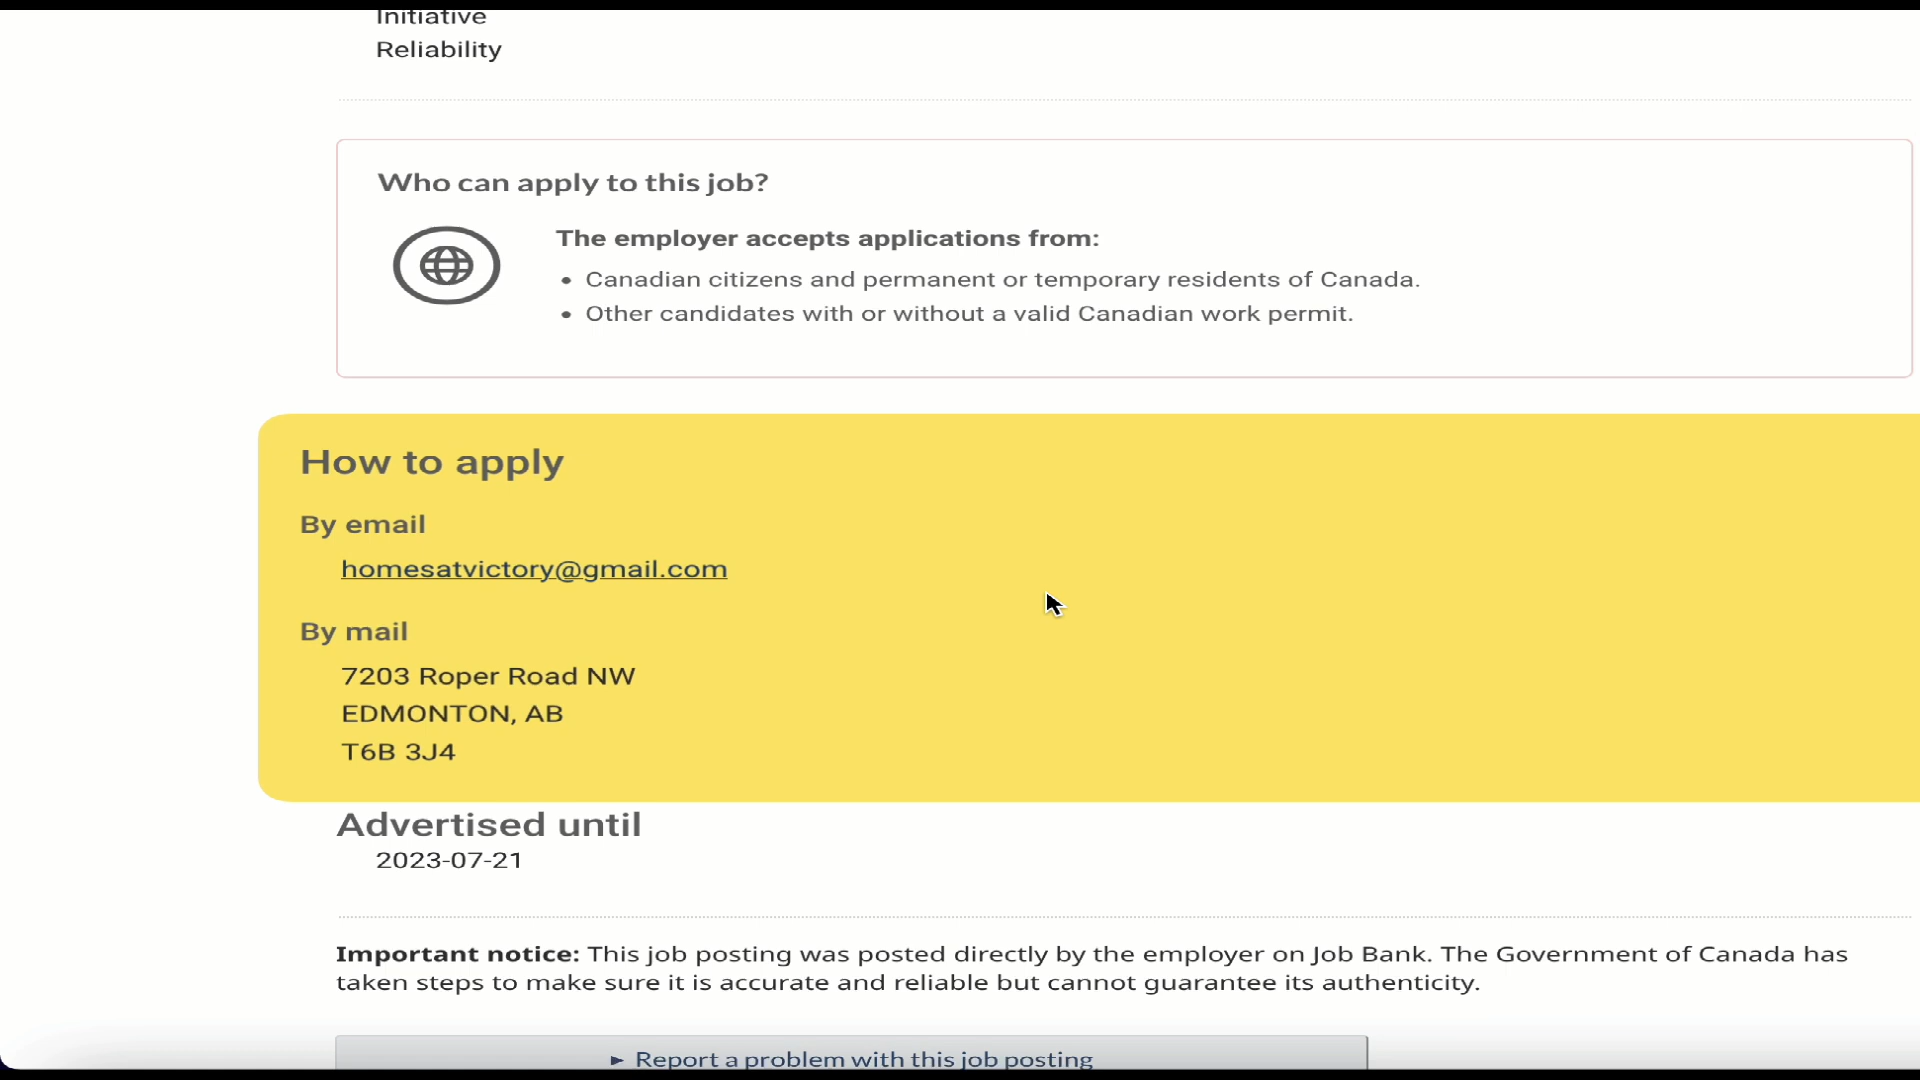 Initiative
Reliability
Who can apply to this job?
The employer accepts applications from:
Canadian citizens and permanent or temporary residents of Canada.
Other candidates with or without a valid Canadian work permit.
How to apply
By email
homesatvictory@gmail.com
By mail
7203 Roper Road NW
EDMONTON, AB
T6B 3J4
Advertised until
2023-07-21
Important notice: This job posting was posted directly by the employer on Job Bank. The Government of Canada has
taken steps to make sure it is accurate and reliable but cannot guarantee its authenticity.
► Report a problem with this job posting